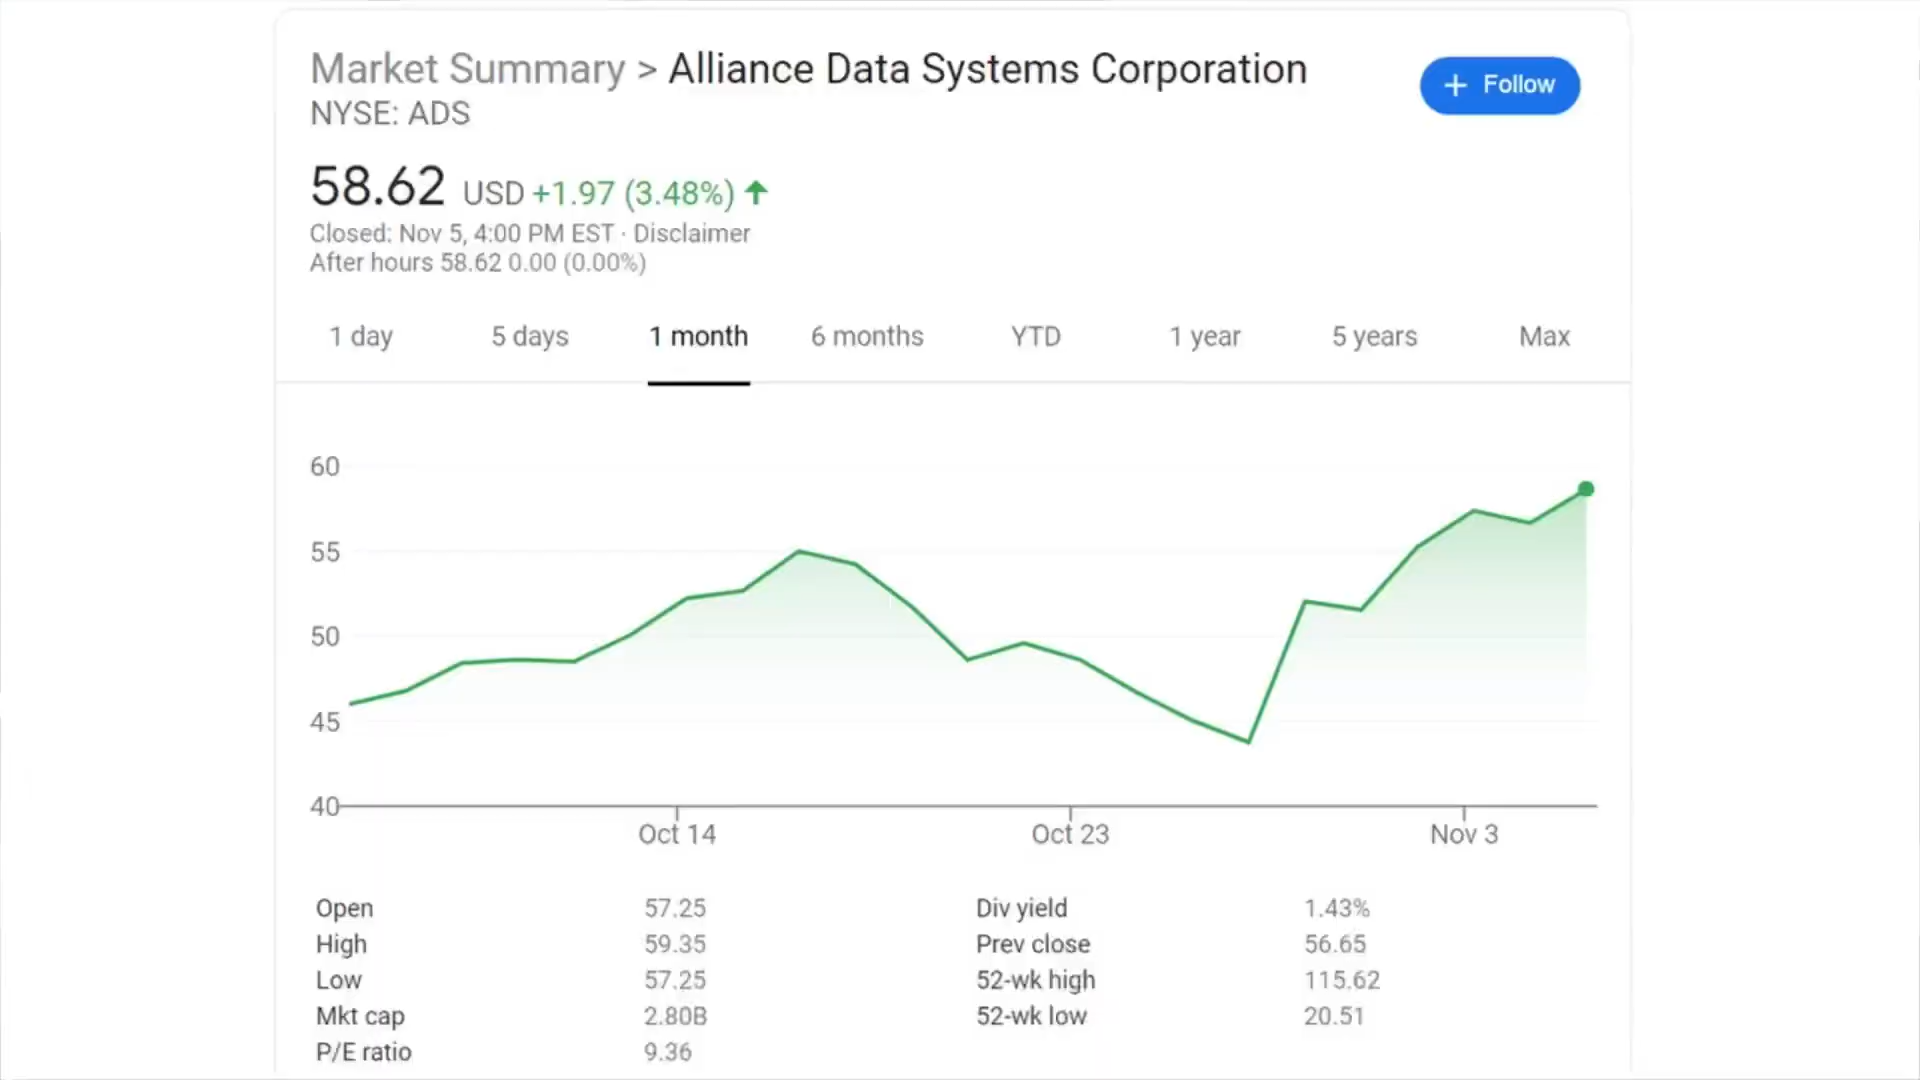 Market Summary > Alliance Data Systems Corporation
NYSE: ADS
+ Follow
58.62 USD +1.97 (3.48%)
Closed: Nov 5, 4:00 PM EST · Disclaimer
After hours 58.62 0.00 (0.00%)
1 day 5 days 1 month 6 months YTD 1 year 5 years Max
60
55
50
45
40
Oct 14 Oct 23 Nov 3
Open 57.25 Div yield 1.43%
High 59.35 Prev close 56.65
Low 57.25 52-wk high 115.62
Mkt cap 2.80B 52-wk low 20.51
P/E ratio 9.36